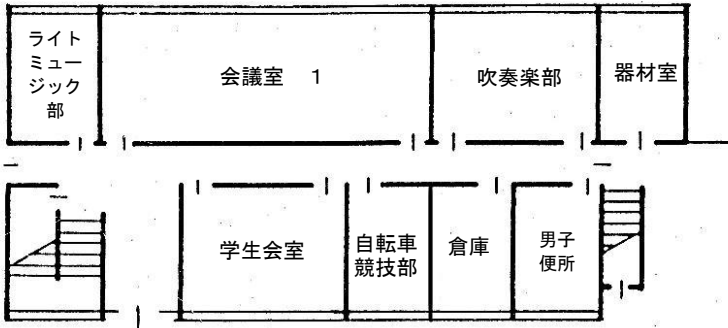 ライト
ミュー
ジック
部
会議室　1
吹奏楽部
器材室
学生会室
自転車
競技部
倉庫
男子
便所